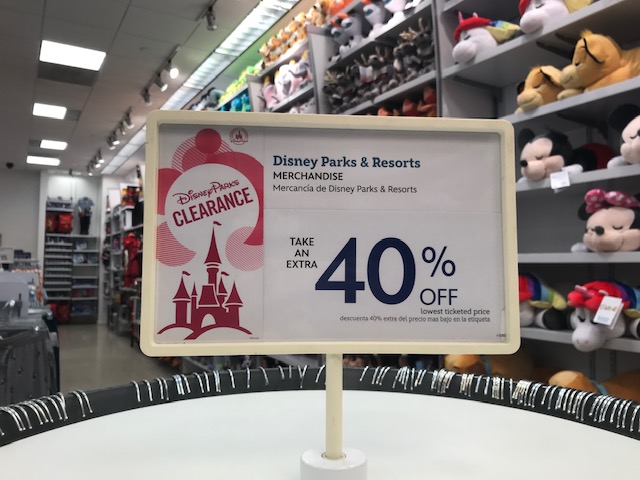 Disney Parks
CLEARANCE
Disney Parks & Resorts
MERCHANDISE
Mercancía de Disney Parks & Resorts
TAKE
AN
EXTRA
40%
OFF
lowest ticketed price
descuenta 40% extra del precio mas bajo en la etiqueta